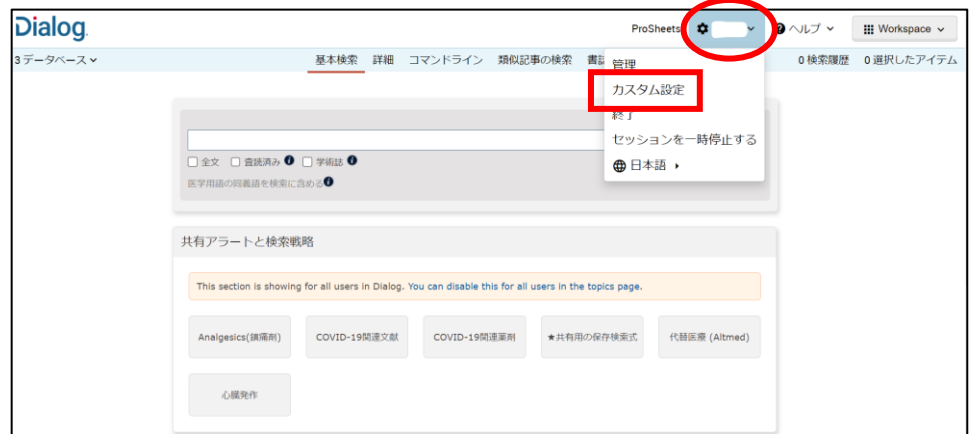 Dialog
ProSheets
ヘルプ
Workspace
3 データベース
基本検索 詳細 コマンドライン 類似記事の検索
0 検索履歴 0 選択したアイテム
管理
カスタム設定
終了
セッションを一時停止する
日本語
全文 査読済み 学術誌
医学用語の同義語を検索に含める
共有アラートと検索戦略
This section is showing for all users in Dialog. You can disable this for all users in the topics page.
Analgesics(鎮痛剤) COVID-19関連文献 COVID-19関連薬剤 ★共有用の保存検索式 代替医療 (Altmed)
心臓発作